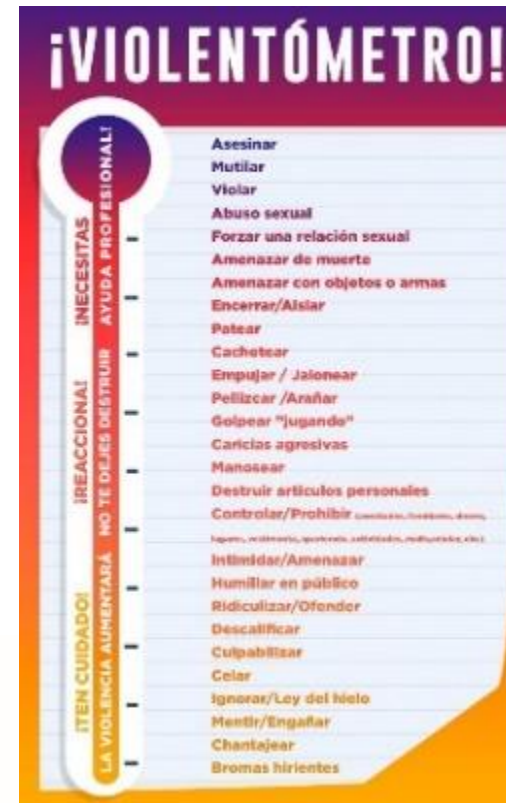 ¡VIOLENTÓMETRO!
¡NECESITAS
AYUDA PROFESIONAL!
¡REACCIONA!
NO TE DEJES DESTRUIR
¡TEN CUIDADO!
LA VIOLENCIA AUMENTARÁ
Asesinar
Mutilar
Violar
Abuso sexual
Forzar una relación sexual
Amenazar de muerte
Amenazar con objetos o armas
Encerrar/Aislar
Patear
Cachetear
Empujar / Jalonear
Pellizcar /Arañar
Golpear "jugando"
Caricias agresivas
Manosear
Destruir artículos personales
Controlar/Prohibir
Intimidar/Amenazar
Humillar en público
Ridiculizar/Ofender
Descalificar
Culpabilizar
Celar
Ignorar/Ley del hielo
Mentir/Engañar
Chantajear
Bromas hirientes